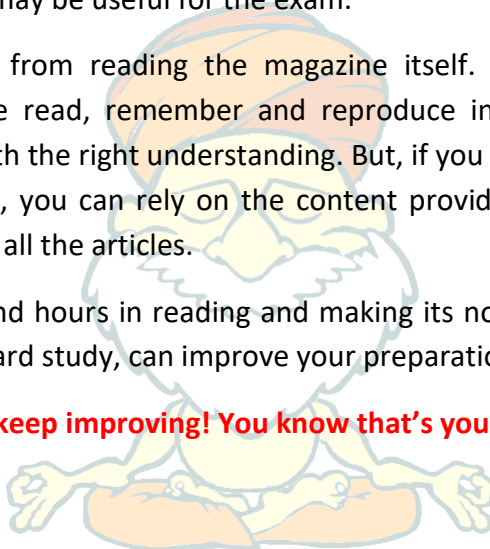 may be useful for the exam.
from reading the magazine itself.
read, remember and reproduce in
the right understanding. But, if you
, you can rely on the content provid
all the articles.
nd hours in reading and making its no
ard study, can improve your preparatio
keep improving! You know that's you